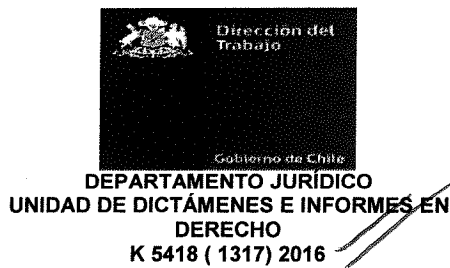 Dirección del
Trabajo
Gobierno de Chile
DEPARTAMENTO JURÍDICO
UNIDAD DE DICTÁMENES E INFORMES EN
DERECHO
K 5418 ( 1317) 2016